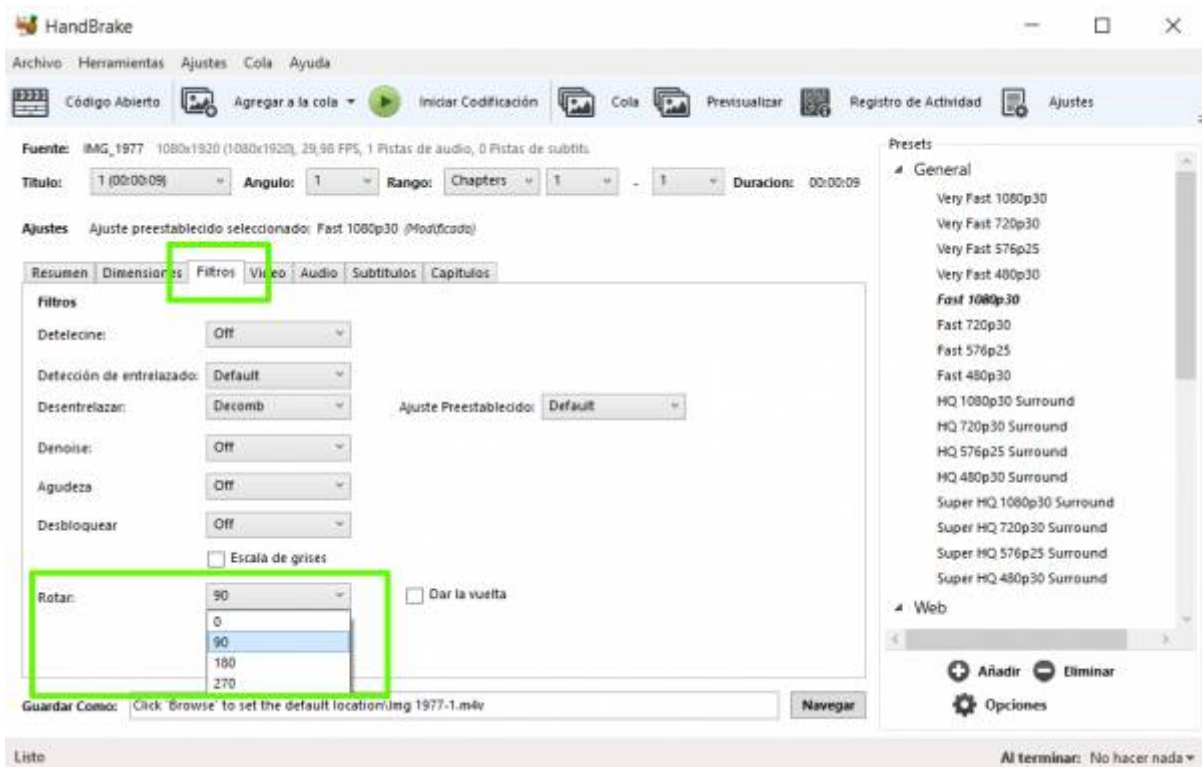 HandBrake
Archivo Herramientas Ajustes Cola Ayuda
Código Abierto Agregar a la cola Iniciar Codificación Cola Previsualizar Registro de Actividad Ajustes
Fuente: IMG_1977 1080x1920 (1080x1920), 29,98 FPS, 1 Pistas de audio, 0 Pistas de subtits.
Titulo: 1 (00:00:09) Angulo: 1 Rango: Chapters 1 - 1 Duracion: 00:00:09
Ajustes Ajuste preestablecido seleccionado: Fast 1080p30 (Modificado)
Resumen Dimensiones Filtros Video Audio Subtitulos Capitulos
Filtros
Detelecine: Off
Detección de entrelazado: Default
Desentrelazar: Decomb Ajuste Preestablecido: Default
Denoise: Off
Agudeza Off
Desbloquear Off
Escala de grises
Rotar: 90 Dar la vuelta
0
90
180
270
Guardar Como: Click 'Browse' to set the default location\Img 1977-1.m4v Navegar
Presets
General
Very Fast 1080p30
Very Fast 720p30
Very Fast 576p25
Very Fast 480p30
Fast 1080p30
Fast 720p30
Fast 576p25
Fast 480p30
HQ 1080p30 Surround
HQ 720p30 Surround
HQ 576p25 Surround
HQ 480p30 Surround
Super HQ 1080p30 Surround
Super HQ 720p30 Surround
Super HQ 576p25 Surround
Super HQ 480p30 Surround
Web
Añadir Eliminar
Opciones
Listo Al terminar: No hacer nada